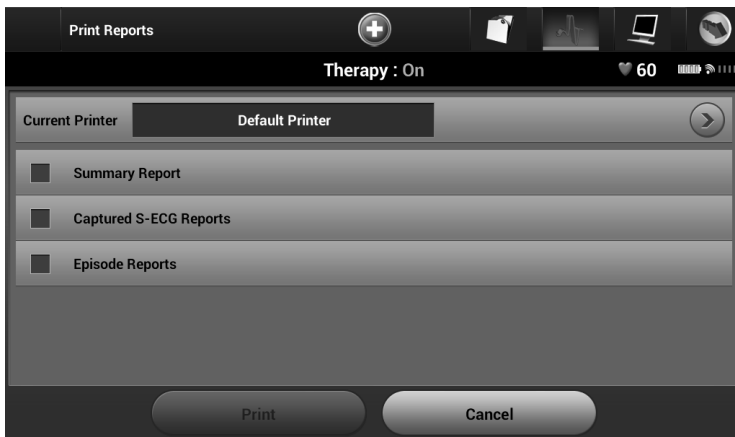 Print Reports
Therapy : On
60
Current Printer
Default Printer
Summary Report
Captured S-ECG Reports
Episode Reports
Print
Cancel